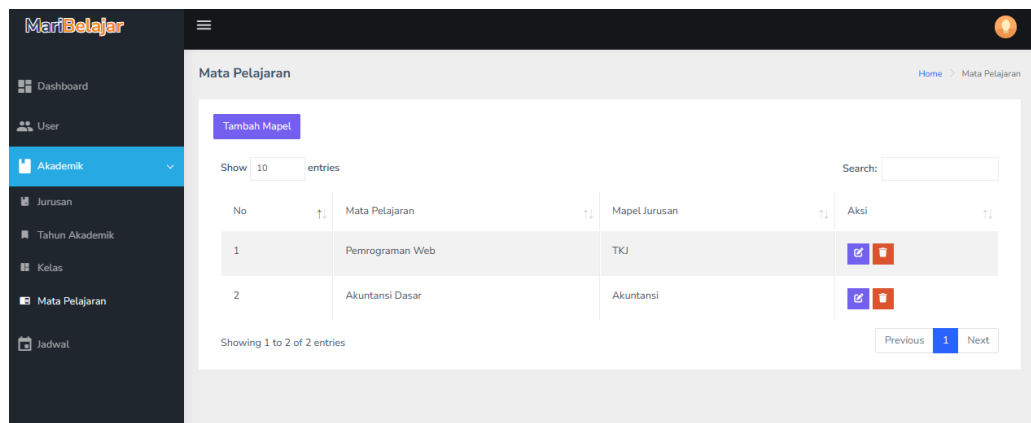 MariBelajar
Mata Pelajaran
Home > Mata Pelajaran
Dashboard
User
Akademik
Jurusan
Tahun Akademik
Kelas
Mata Pelajaran
Jadwal
Tambah Mapel
Show 10 entries
Search:
No Mata Pelajaran Mapel Jurusan Aksi
1 Pemrograman Web TKJ
2 Akuntansi Dasar Akuntansi
Showing 1 to 2 of 2 entries
Previous 1 Next